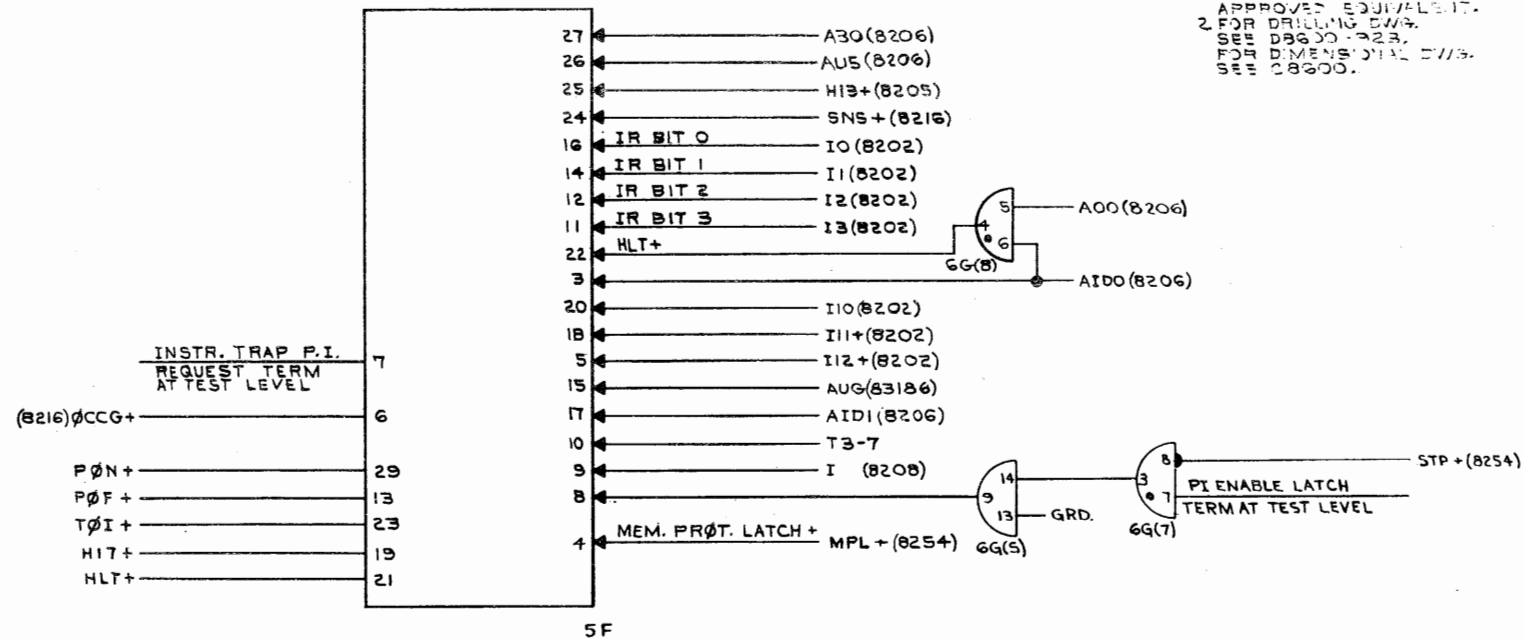 APPROVED EQUIVALENT.
2 FOR DRILLING DWG.
SEE D8600-323.
FOR DIMENSIONAL DWG.
SEE C8600.
27 A30(8206)
26 AU5(8206)
25 H13+(8205)
24 SNS+(8216)
16 IR BIT 0 I0(8202)
14 IR BIT 1 I1(8202)
12 IR BIT 2 I2(8202)
11 IR BIT 3 I3(8202)
22 HLT+
5 A00(8206)
4
6
6G(8)
3 AID0(8206)
20 I10(8202)
18 I11+(8202)
5 I12+(8202)
15 AUG(83186)
17 AID1(8206)
10 T3-7
9 I (8208)
8
4 MEM. PRØT. LATCH+ MPL+(8254)
INSTR. TRAP P.I. 7
REQUEST TERM
AT TEST LEVEL
(8216)ØCCG+ 6
PØN+ 29
PØF+ 13
TØI+ 23
H17+ 19
HLT+ 21
14
9
13 GRD.
6G(5)
8 STP+(8254)
3
7 PI ENABLE LATCH
TERM AT TEST LEVEL
6G(7)
5F